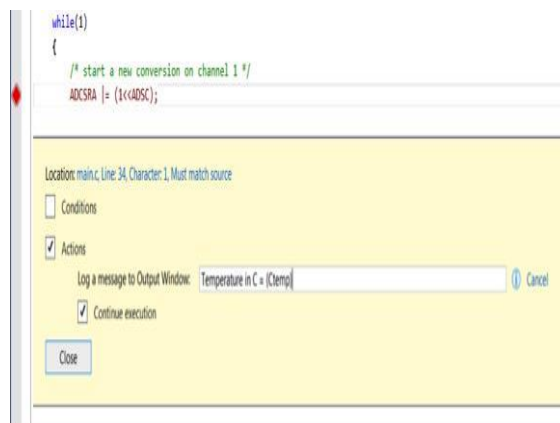 while(1)
{
/* start a new conversion on channel 1 */
ADCSRA |= (1<<ADSC);
Location: main.c, Line: 34, Character: 1, Must match source
Conditions
Actions
Log a message to Output Window: Temperature in C = {Ctemp} Cancel
Continue execution
Close